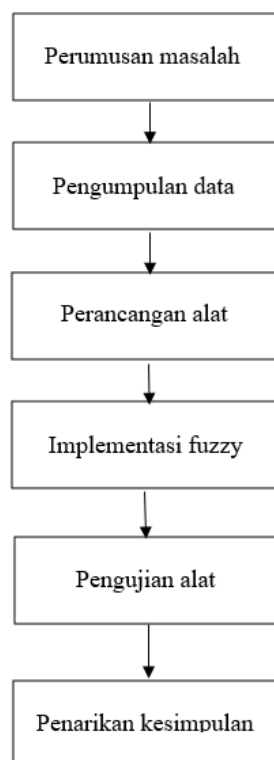 Perumusan masalah
Pengumpulan data
Perancangan alat
Implementasi fuzzy
Pengujian alat
Penarikan kesimpulan